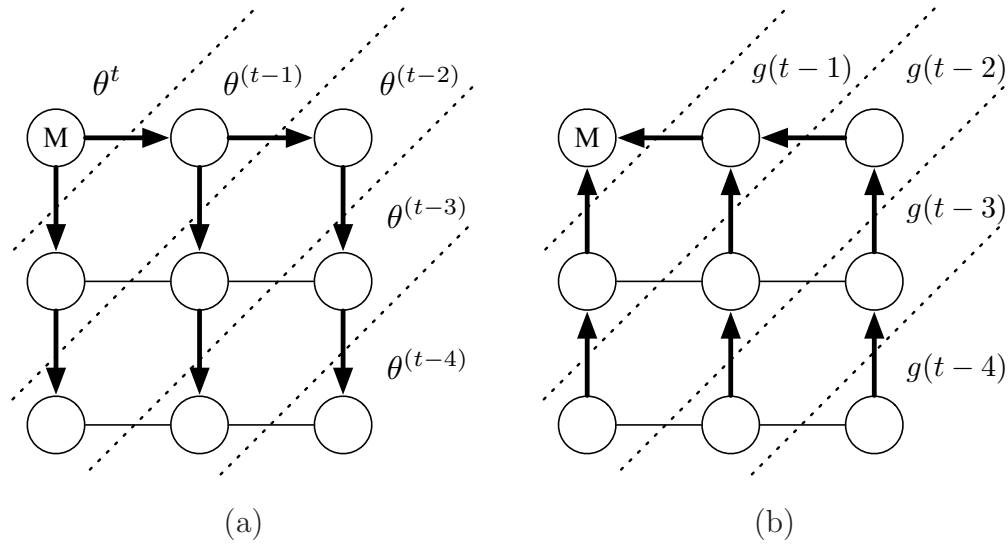 θ^t θ^{(t−1)} θ^{(t−2)}
M
θ^{(t−3)}
θ^{(t−4)}
(a)
g(t − 1) g(t − 2)
M
g(t − 3)
g(t − 4)
(b)